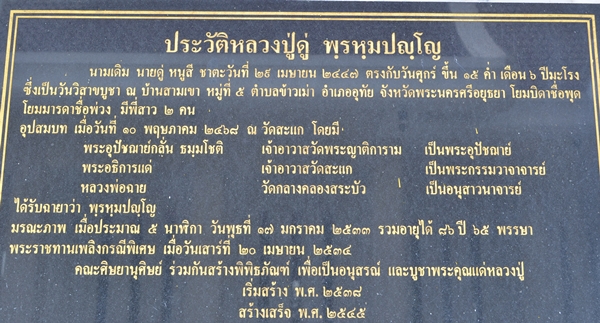 ประวัติหลวงปู่ดู่ พฺรหฺมปญฺโญ
นามเดิม นายดู่ หนูสี ชาตะวันที่ ๒๙ เมษายน ๒๔๔๗ ตรงกับวันศุกร์ ขึ้น ๑๕ ค่ำ เดือน ๖ ปีมะโรง
ซึ่งเป็นวันวิสาขบูชา ณ บ้านสามเขา หมู่ที่ ๕ ตำบลข้าวเม่า อำเภออุทัย จังหวัดพระนครศรีอยุธยา โยมบิดาชื่อพุด
โยมมารดาชื่อพ่วง มีพี่สาว ๒ คน
อุปสมบท เมื่อวันที่ ๑๐ พฤษภาคม ๒๔๖๘ ณ วัดสะแก โดยมี
พระอุปัชฌาย์กลั่น ธมฺมโชติ เจ้าอาวาสวัดพระญาติการาม เป็นพระอุปัชฌาย์
พระอธิการแด่ เจ้าอาวาสวัดสะแก เป็นพระกรรมวาจาจารย์
หลวงพ่อฉาย วัดกลางคลองสระบัว เป็นอนุสาวนาจารย์
ได้รับฉายาว่า พฺรหฺมปญฺโญ
มรณะภาพ เมื่อประมาณ ๕ นาฬิกา วันพุธที่ ๑๗ มกราคม ๒๕๓๓ รวมอายุได้ ๘๖ ปี ๖๕ พรรษา
พระราชทานเพลิงกรณีพิเศษ เมื่อวันเสาร์ที่ ๒๐ เมษายน ๒๕๓๔
คณะศิษยานุศิษย์ ร่วมกันสร้างพิพิธภัณฑ์ เพื่อเป็นอนุสรณ์ และบูชาพระคุณแด่หลวงปู่
เริ่มสร้าง พ.ศ. ๒๕๓๘
สร้างเสร็จ พ.ศ. ๒๕๔๕